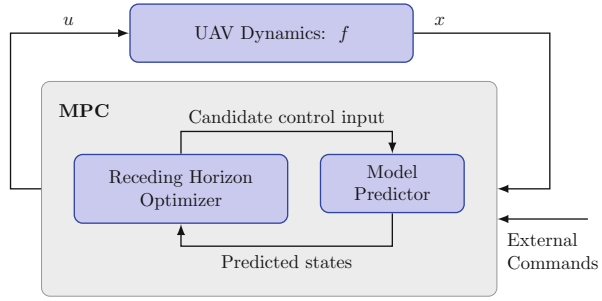 u
UAV Dynamics: f
x
MPC
Candidate control input
Receding Horizon
Optimizer
Model
Predictor
Predicted states
External
Commands